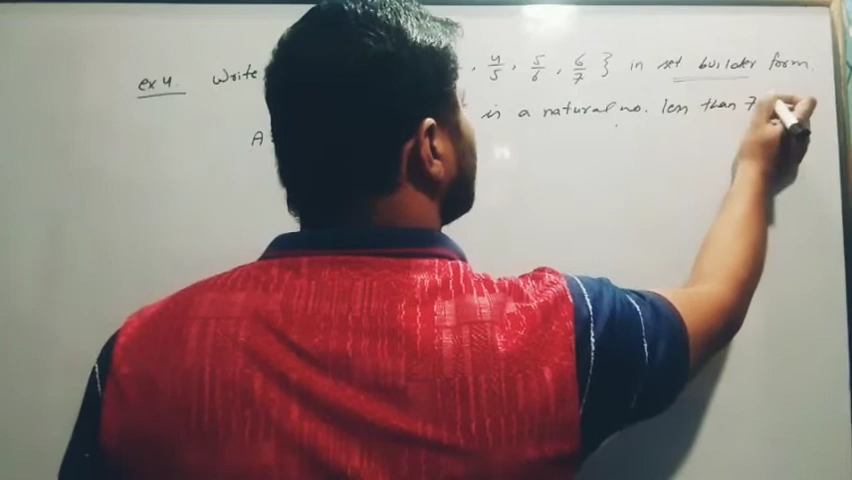 ex 4. Write , 4/5, 5/6, 6/7 } in set builder form.
A is a natural no. less than 7